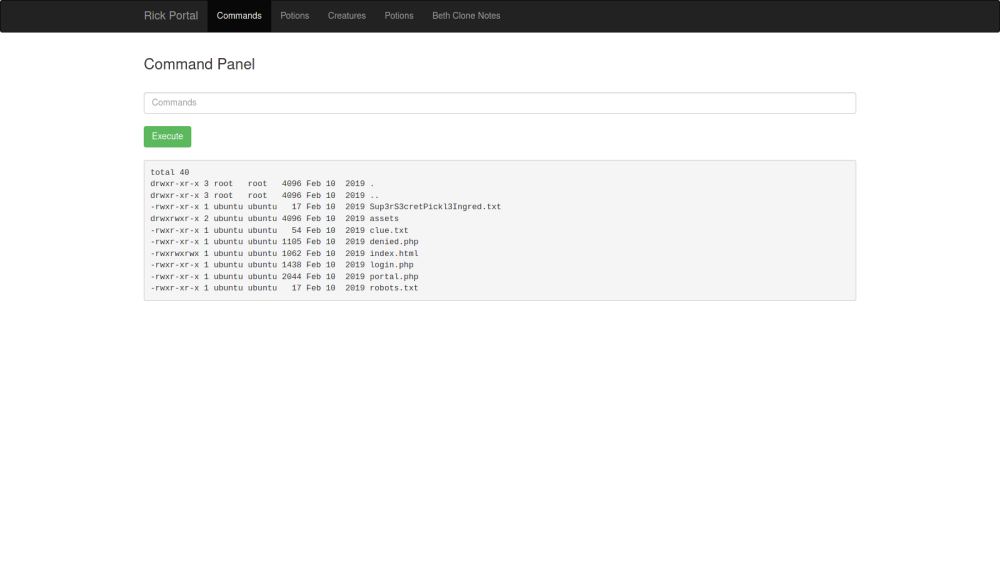 Rick Portal Commands Potions Creatures Potions Beth Clone Notes
Command Panel
Commands
Execute
total 40
drwxr-xr-x 3 root   root   4096 Feb 10  2019 .
drwxr-xr-x 3 root   root   4096 Feb 10  2019 ..
-rwxr-xr-x 1 ubuntu ubuntu   17 Feb 10  2019 Sup3rS3cretPickl3Ingred.txt
drwxrwxr-x 2 ubuntu ubuntu 4096 Feb 10  2019 assets
-rwxr-xr-x 1 ubuntu ubuntu   54 Feb 10  2019 clue.txt
-rwxr-xr-x 1 ubuntu ubuntu 1105 Feb 10  2019 denied.php
-rwxrwxrwx 1 ubuntu ubuntu 1062 Feb 10  2019 index.html
-rwxr-xr-x 1 ubuntu ubuntu 1438 Feb 10  2019 login.php
-rwxr-xr-x 1 ubuntu ubuntu 2044 Feb 10  2019 portal.php
-rwxr-xr-x 1 ubuntu ubuntu   17 Feb 10  2019 robots.txt